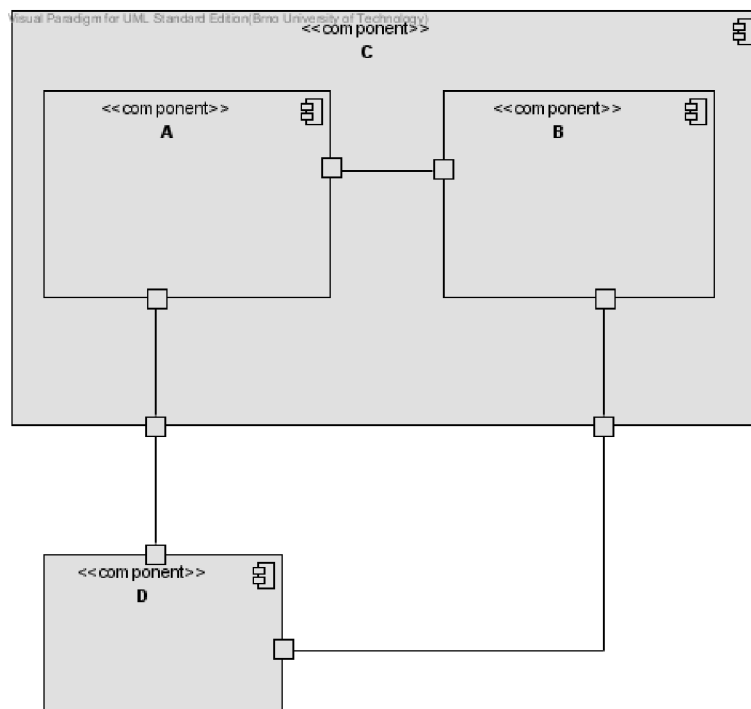 Visual Paradigm for UML Standard Edition(Brno University of Technology)
<<component>>
C
<<component>>
A
<<component>>
B
<<component>>
D